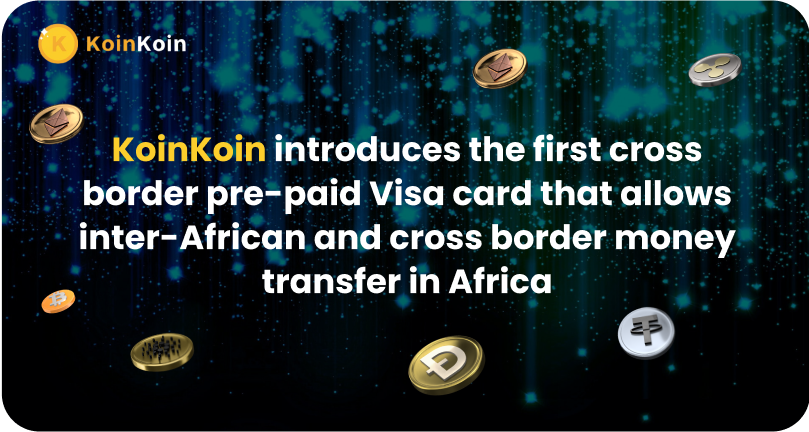 KoinKoin
KoinKoin introduces the first cross
border pre-paid Visa card that allows
inter-African and cross border money
transfer in Africa